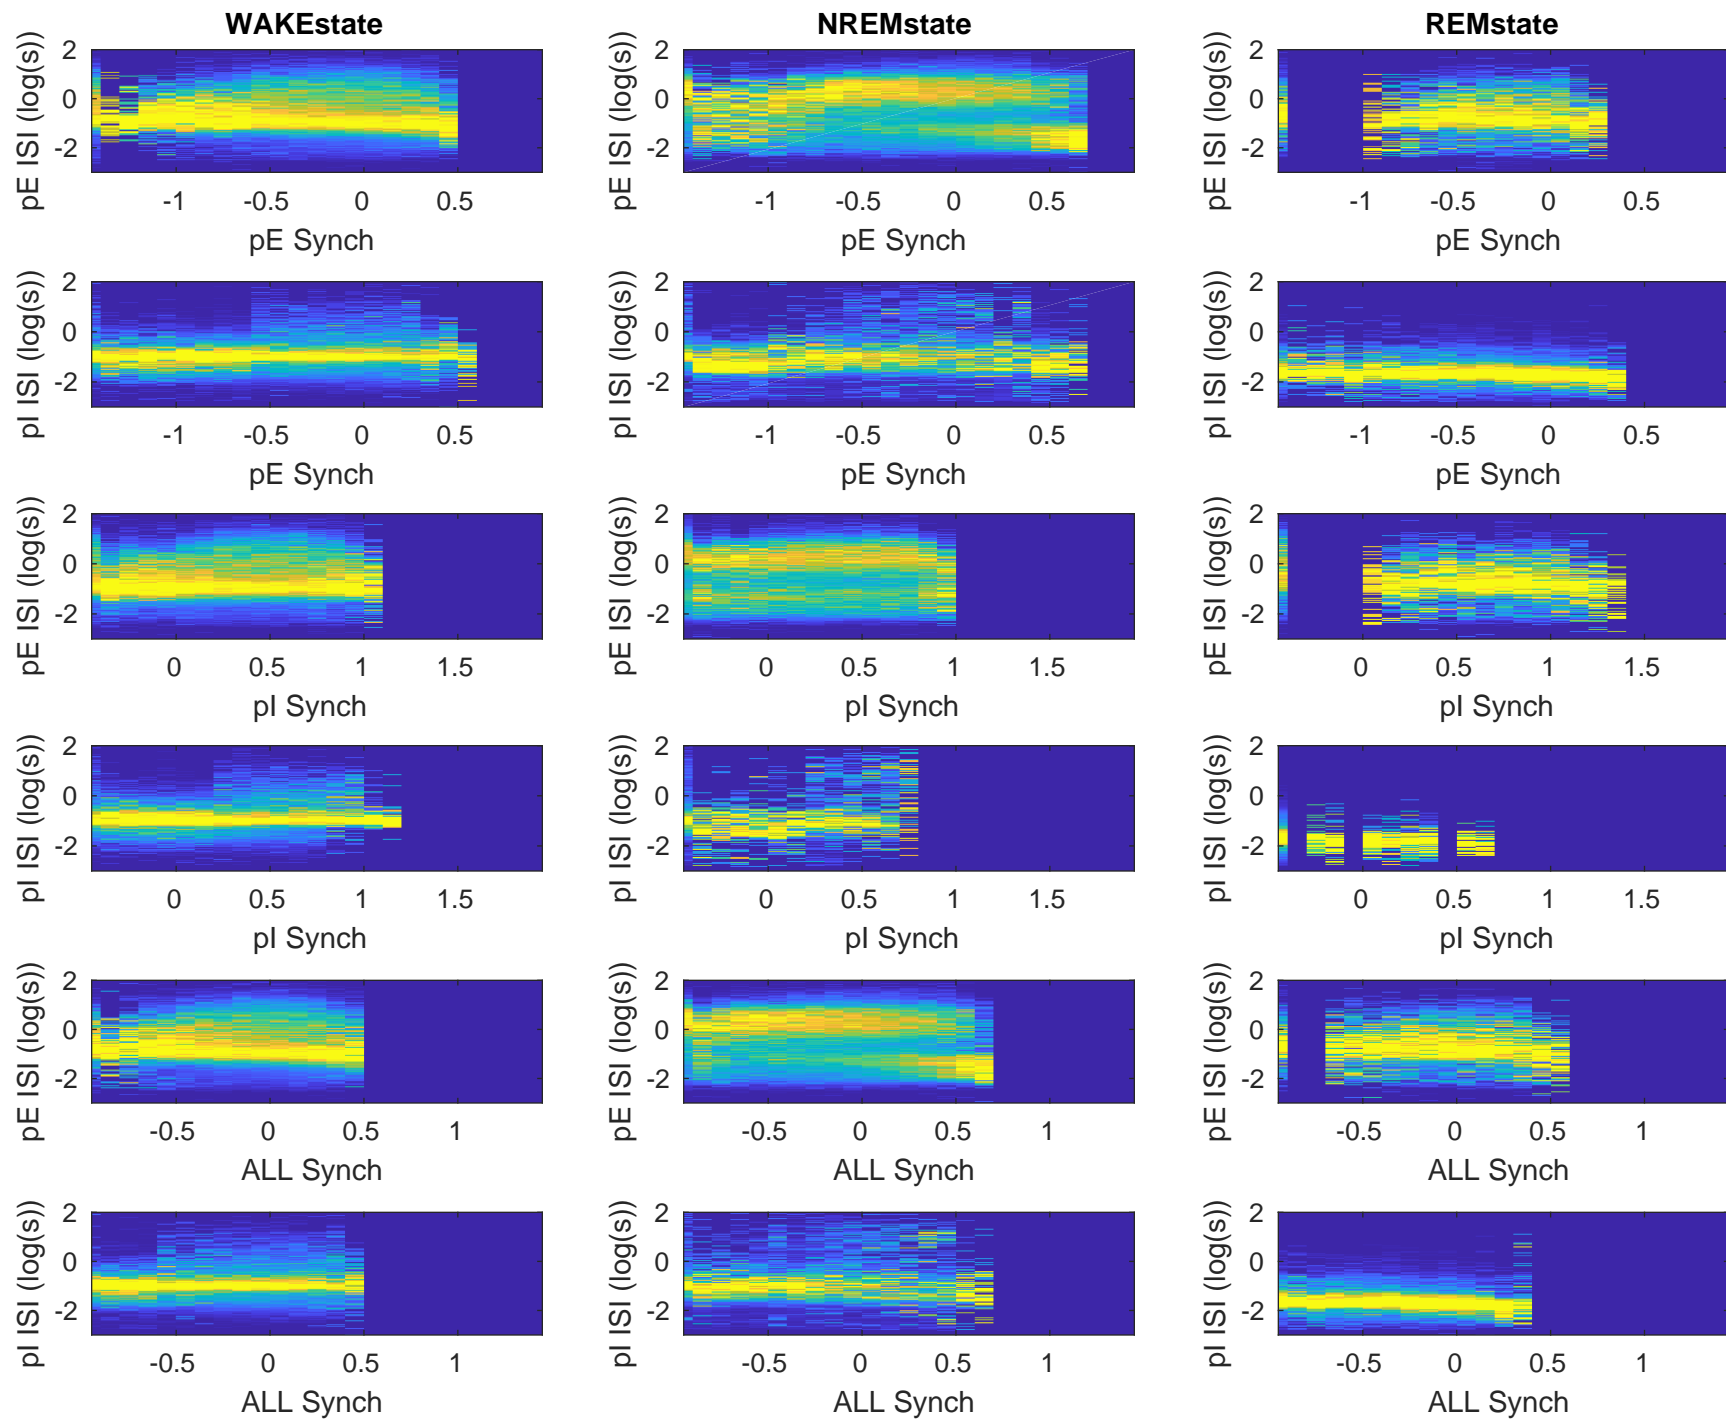 WAKEstate NREMstate REMstate
pE ISI (log(s)) 2 0 -2 pE ISI (log(s)) 2 0 -2 pE ISI (log(s)) 2 0 -2
-1 -0.5 0 0.5 -1 -0.5 0 0.5 -1 -0.5 0 0.5
pE Synch pE Synch pE Synch
pI ISI (log(s)) 2 0 -2 pI ISI (log(s)) 2 0 -2 pI ISI (log(s)) 2 0 -2
-1 -0.5 0 0.5 -1 -0.5 0 0.5 -1 -0.5 0 0.5
pE Synch pE Synch pE Synch
pE ISI (log(s)) 2 0 -2 pE ISI (log(s)) 2 0 -2 pE ISI (log(s)) 2 0 -2
0 0.5 1 1.5 0 0.5 1 1.5 0 0.5 1 1.5
pI Synch pI Synch pI Synch
pI ISI (log(s)) 2 0 -2 pI ISI (log(s)) 2 0 -2 pI ISI (log(s)) 2 0 -2
0 0.5 1 1.5 0 0.5 1 1.5 0 0.5 1 1.5
pI Synch pI Synch pI Synch
pE ISI (log(s)) 2 0 -2 pE ISI (log(s)) 2 0 -2 pE ISI (log(s)) 2 0 -2
-0.5 0 0.5 1 -0.5 0 0.5 1 -0.5 0 0.5 1
ALL Synch ALL Synch ALL Synch
pI ISI (log(s)) 2 0 -2 pI ISI (log(s)) 2 0 -2 pI ISI (log(s)) 2 0 -2
-0.5 0 0.5 1 -0.5 0 0.5 1 -0.5 0 0.5 1
ALL Synch ALL Synch ALL Synch